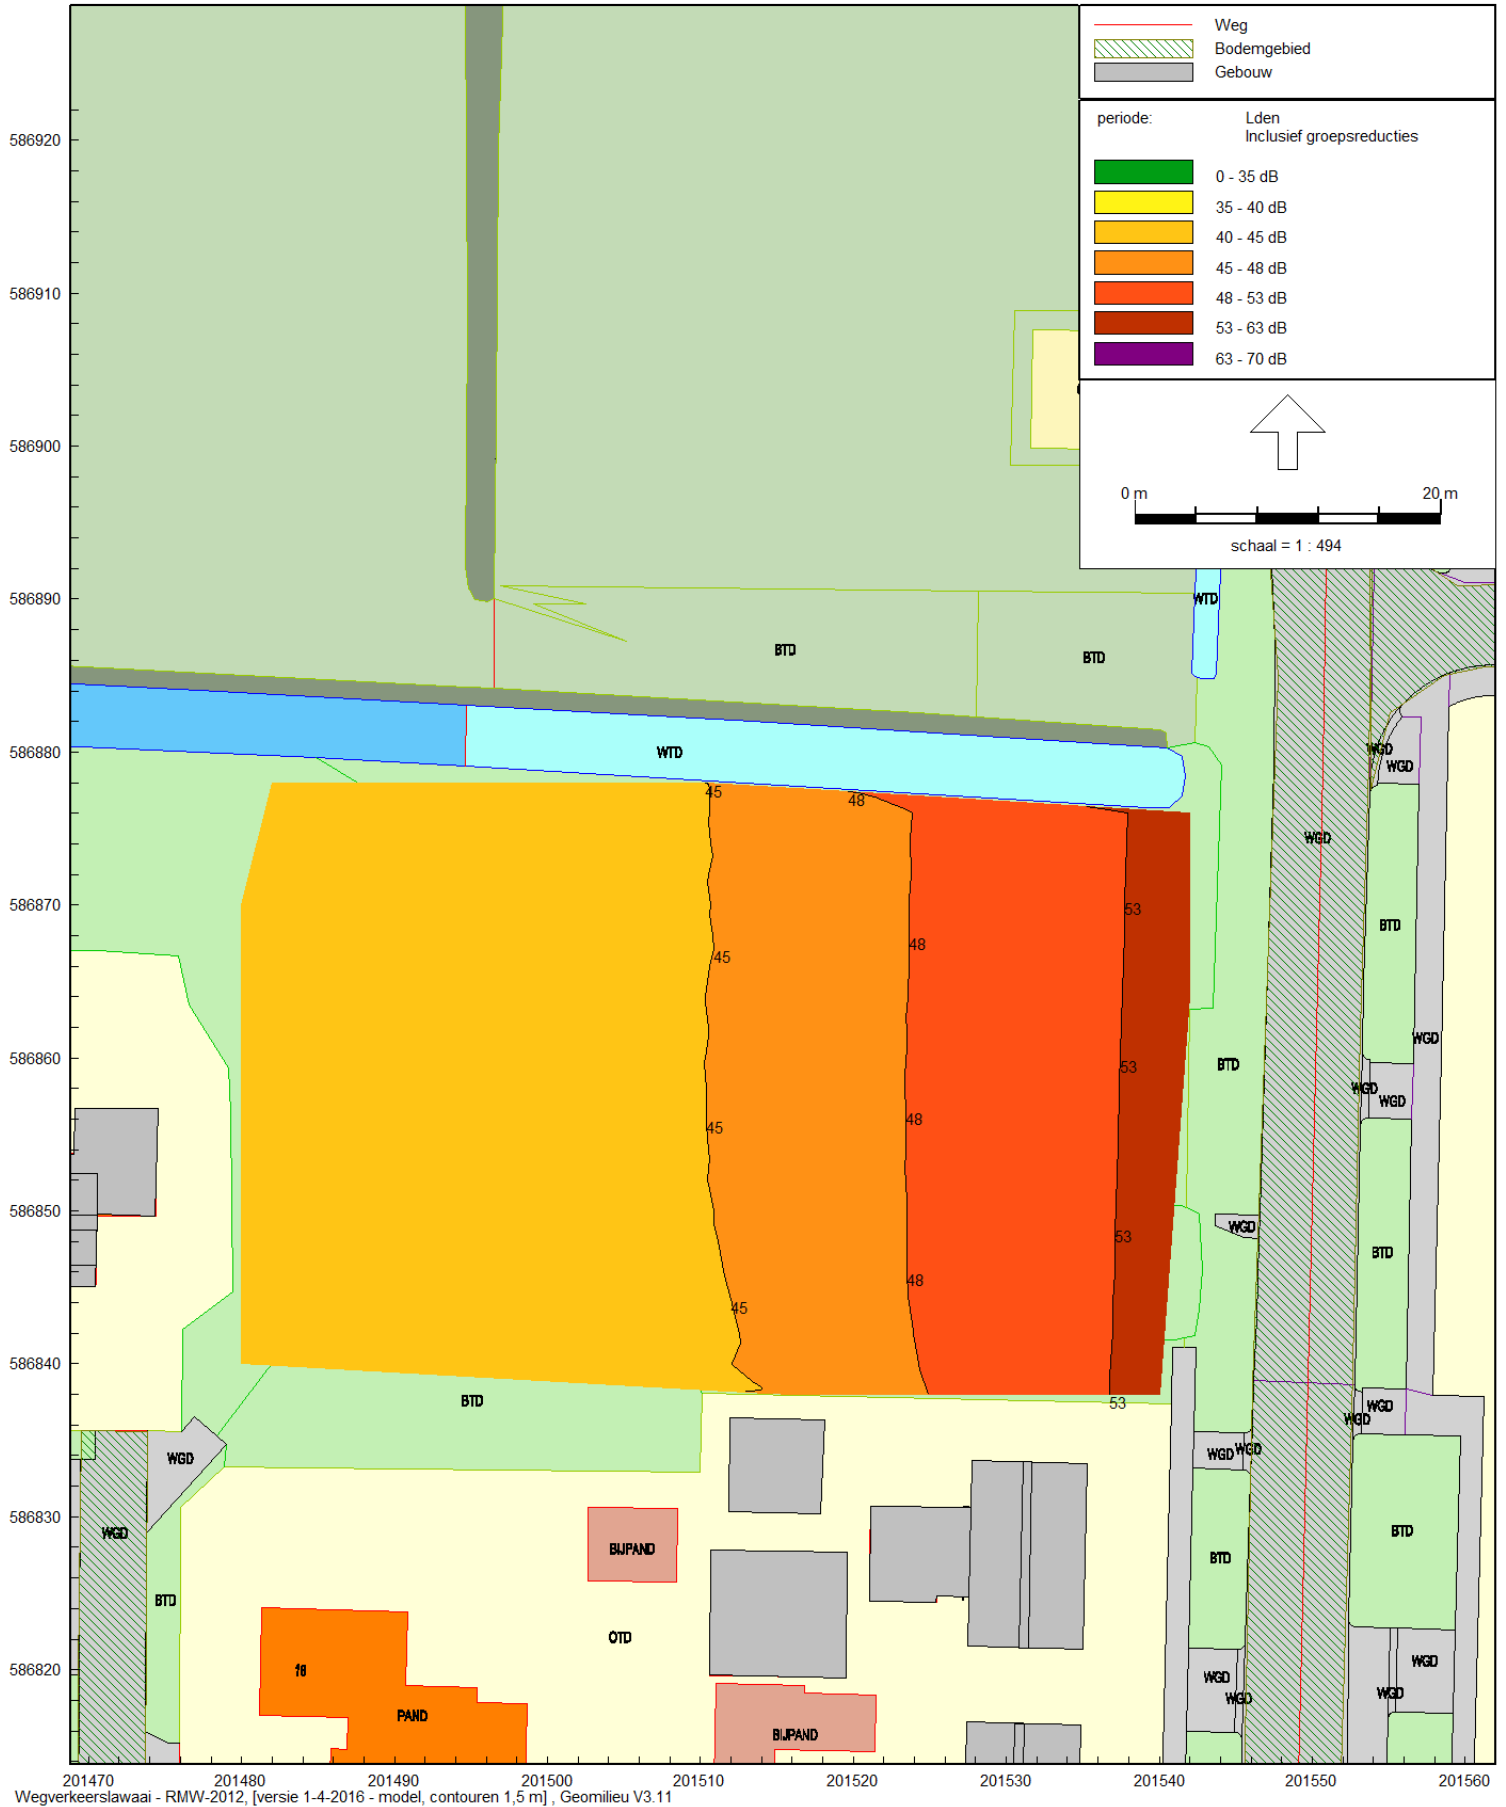 Weg
Bodemgebied
Gebouw
periode: Lden
Inclusief groepsreducties
0 - 35 dB
35 - 40 dB
40 - 45 dB
45 - 48 dB
48 - 53 dB
53 - 63 dB
63 - 70 dB
0 m 20 m
schaal = 1 : 494
586920
586910
586900
586890
586880
586870
586860
586850
586840
586830
586820
WTD
BTD
BTD
WTD
WGD
WGD
45
48
WGD
53
BTD
48
45
WGD
53
BTD
WGD
WGD
48
45
53
WGD
BTD
48
45
BTD
53
WGD
WGD
WGD
WGD
WGD
WGD
BTD
BIJPAND
BTD
BTD
OTD
f6
PAND
BIJPAND
WGD
WGD
WGD
WGD
201470 201480 201490 201500 201510 201520 201530 201540 201550 201560
Wegverkeerslawaai - RMW-2012, [versie 1-4-2016 - model, contouren 1,5 m] , Geomilieu V3.11